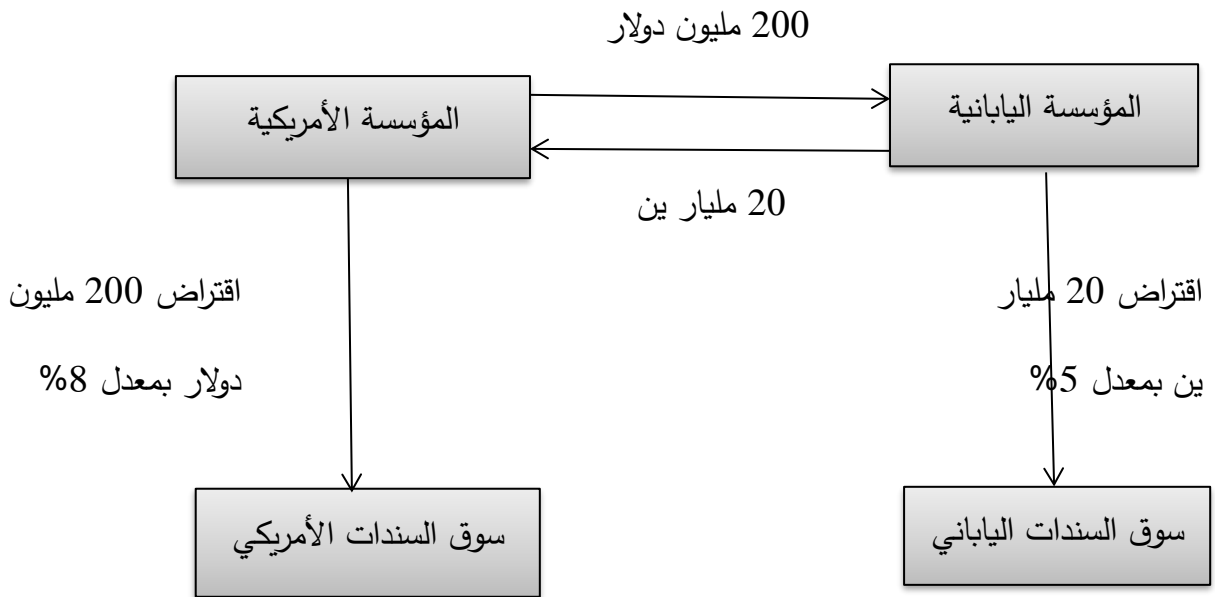 200 مليون دولار
المؤسسة اليابانية
المؤسسة الأمريكية
20 مليار ين
اقتراض 20 مليار
ين بمعدل 5%
اقتراض 200 مليون
دولار بمعدل 8%
سوق السندات الياباني
سوق السندات الأمريكي